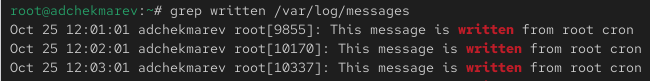 root@adchekmarev:~# grep written /var/log/messages
Oct 25 12:01:01 adchekmarev root[9855]: This message is written from root cron
Oct 25 12:02:01 adchekmarev root[10170]: This message is written from root cron
Oct 25 12:03:01 adchekmarev root[10337]: This message is written from root cron